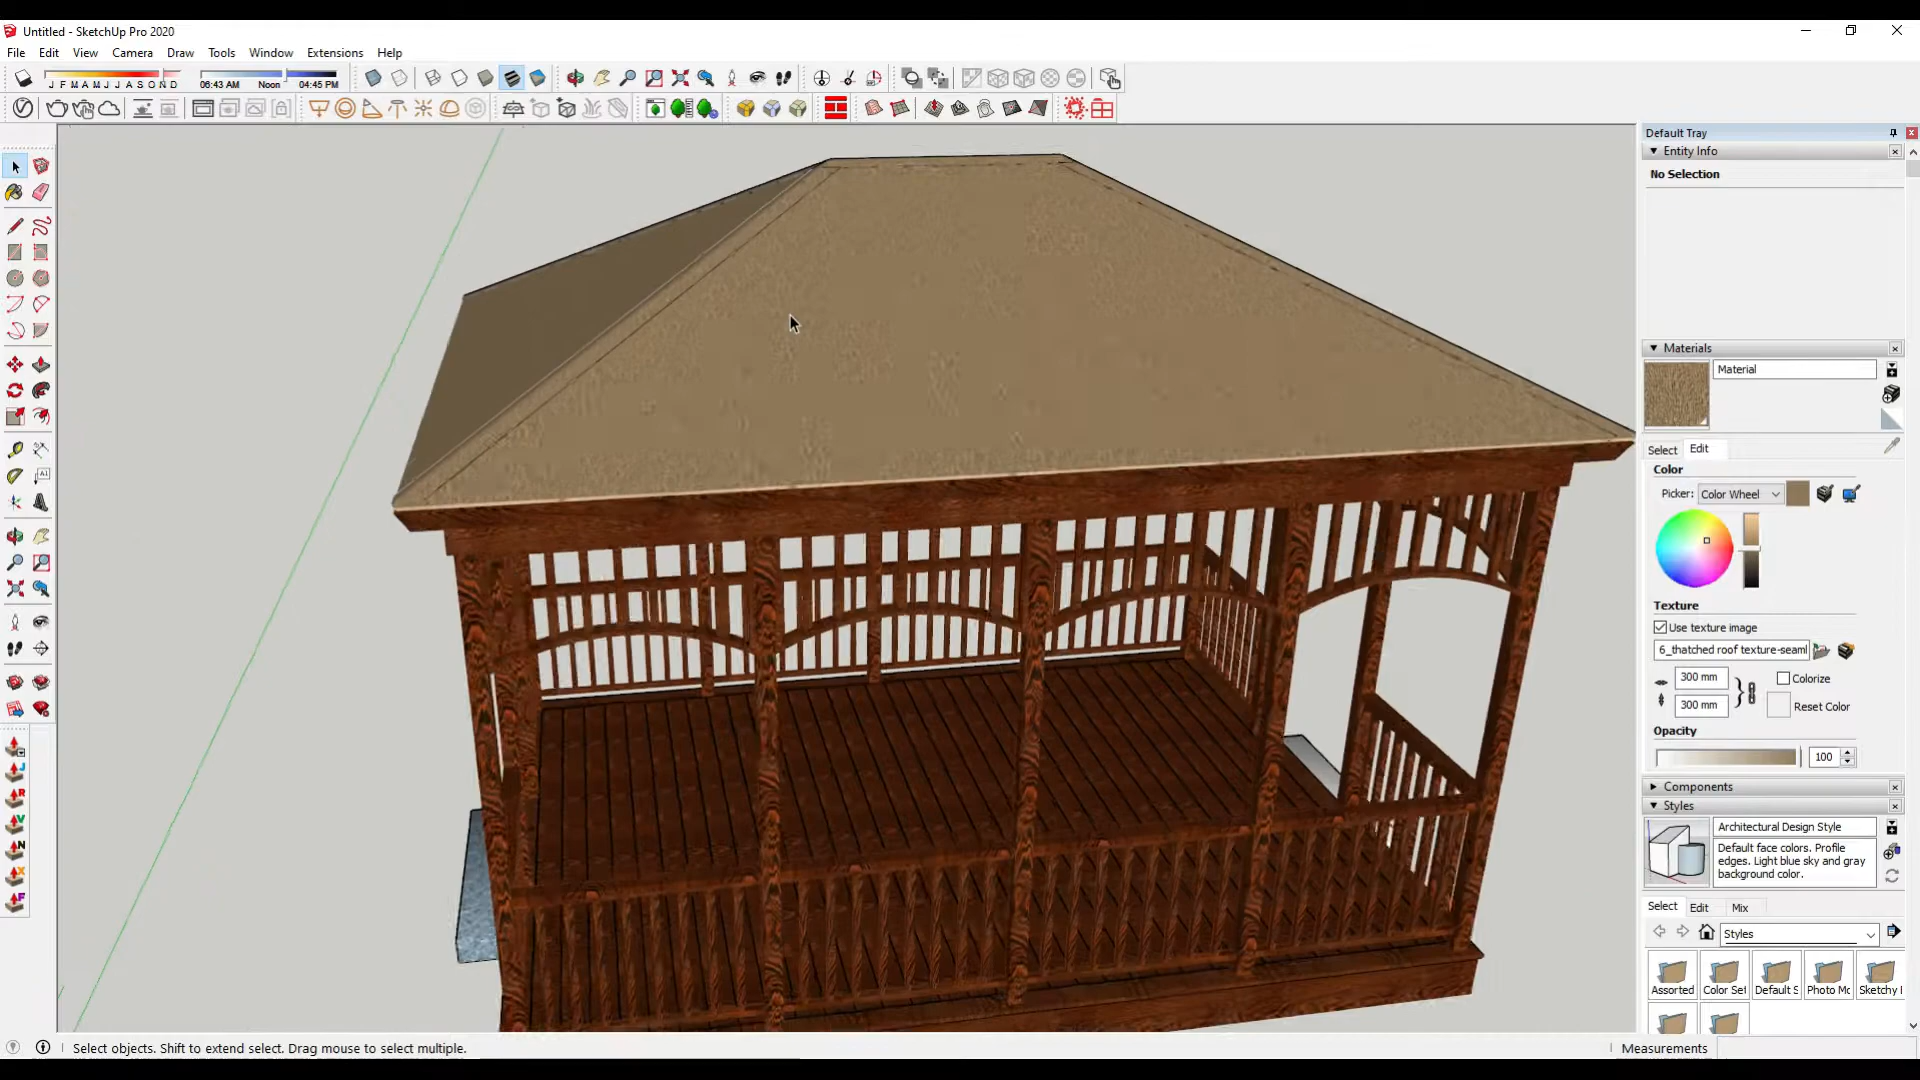 Untitled - SketchUp Pro 2020
File Edit View Camera Draw Tools Window Extensions Help
J F M A M J J A S O N D
06:43 AM Noon 04:45 PM
Default Tray
Entity Info
No Selection
Materials
Material
Select Edit
Color
Picker: Color Wheel
Texture
Use texture image
6_thatched roof texture-seaml
300 mm
Colorize
300 mm
Reset Color
Opacity
100
Components
Styles
Architectural Design Style
Default face colors. Profile
edges. Light blue sky and gray
background color.
Select Edit Mix
Styles
Assorted Color Set Default S Photo Mo Sketchy I
Select objects. Shift to extend select. Drag mouse to select multiple.
Measurements